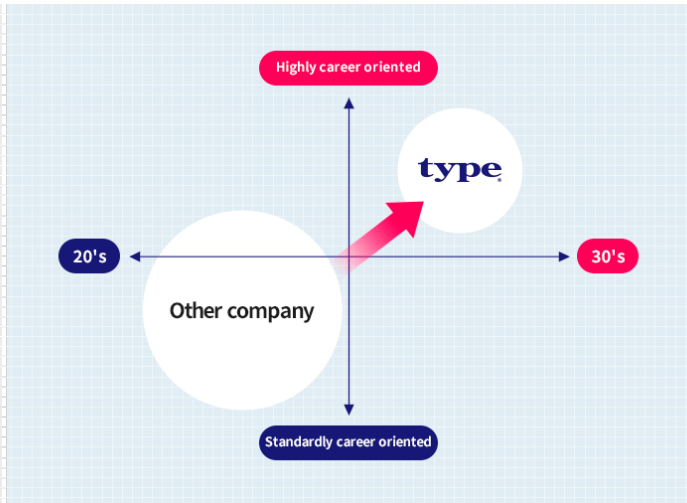 Highly career oriented
type
20's
30's
Other company
Standardly career oriented